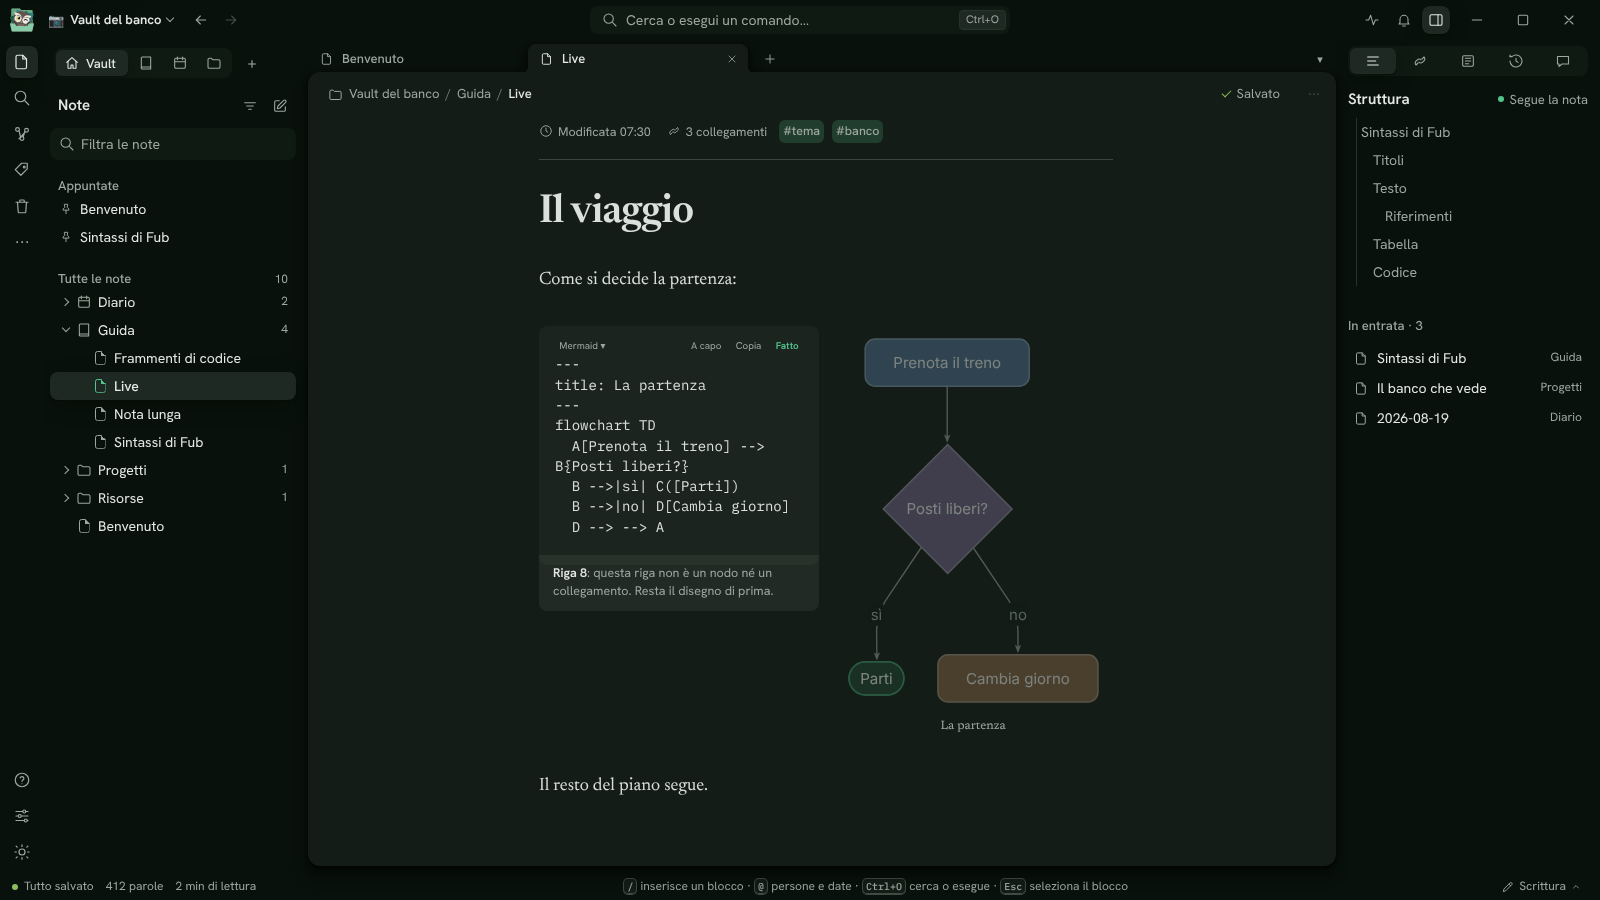 Vault del banco
Cerca o esegui un comando...
Ctrl+O
Vault
Benvenuto
Live
Note
Filtra le note
Appuntate
Benvenuto
Sintassi di Fub
Tutte le note 10
Diario 2
Guida 4
Frammenti di codice
Live
Nota lunga
Sintassi di Fub
Progetti 1
Risorse 1
Benvenuto
Vault del banco / Guida / Live
Salvato
Modificata 07:30 3 collegamenti #tema #banco
Il viaggio
Come si decide la partenza:
Mermaid ▾ A capo Copia Fatto
---
title: La partenza
---
flowchart TD
A[Prenota il treno] -->
B{Posti liberi?}
B -->|sì| C([Parti])
B -->|no| D[Cambia giorno]
D --> --> A
Riga 8: questa riga non è un nodo né un
collegamento. Resta il disegno di prima.
Prenota il treno
Posti liberi?
sì no
Parti Cambia giorno
La partenza
Il resto del piano segue.
Struttura Segue la nota
Sintassi di Fub
Titoli
Testo
Riferimenti
Tabella
Codice
In entrata · 3
Sintassi di Fub Guida
Il banco che vede Progetti
2026-08-19 Diario
Tutto salvato 412 parole 2 min di lettura
/ inserisce un blocco · @ persone e date · Ctrl+O cerca o esegue · Esc seleziona il blocco
Scrittura